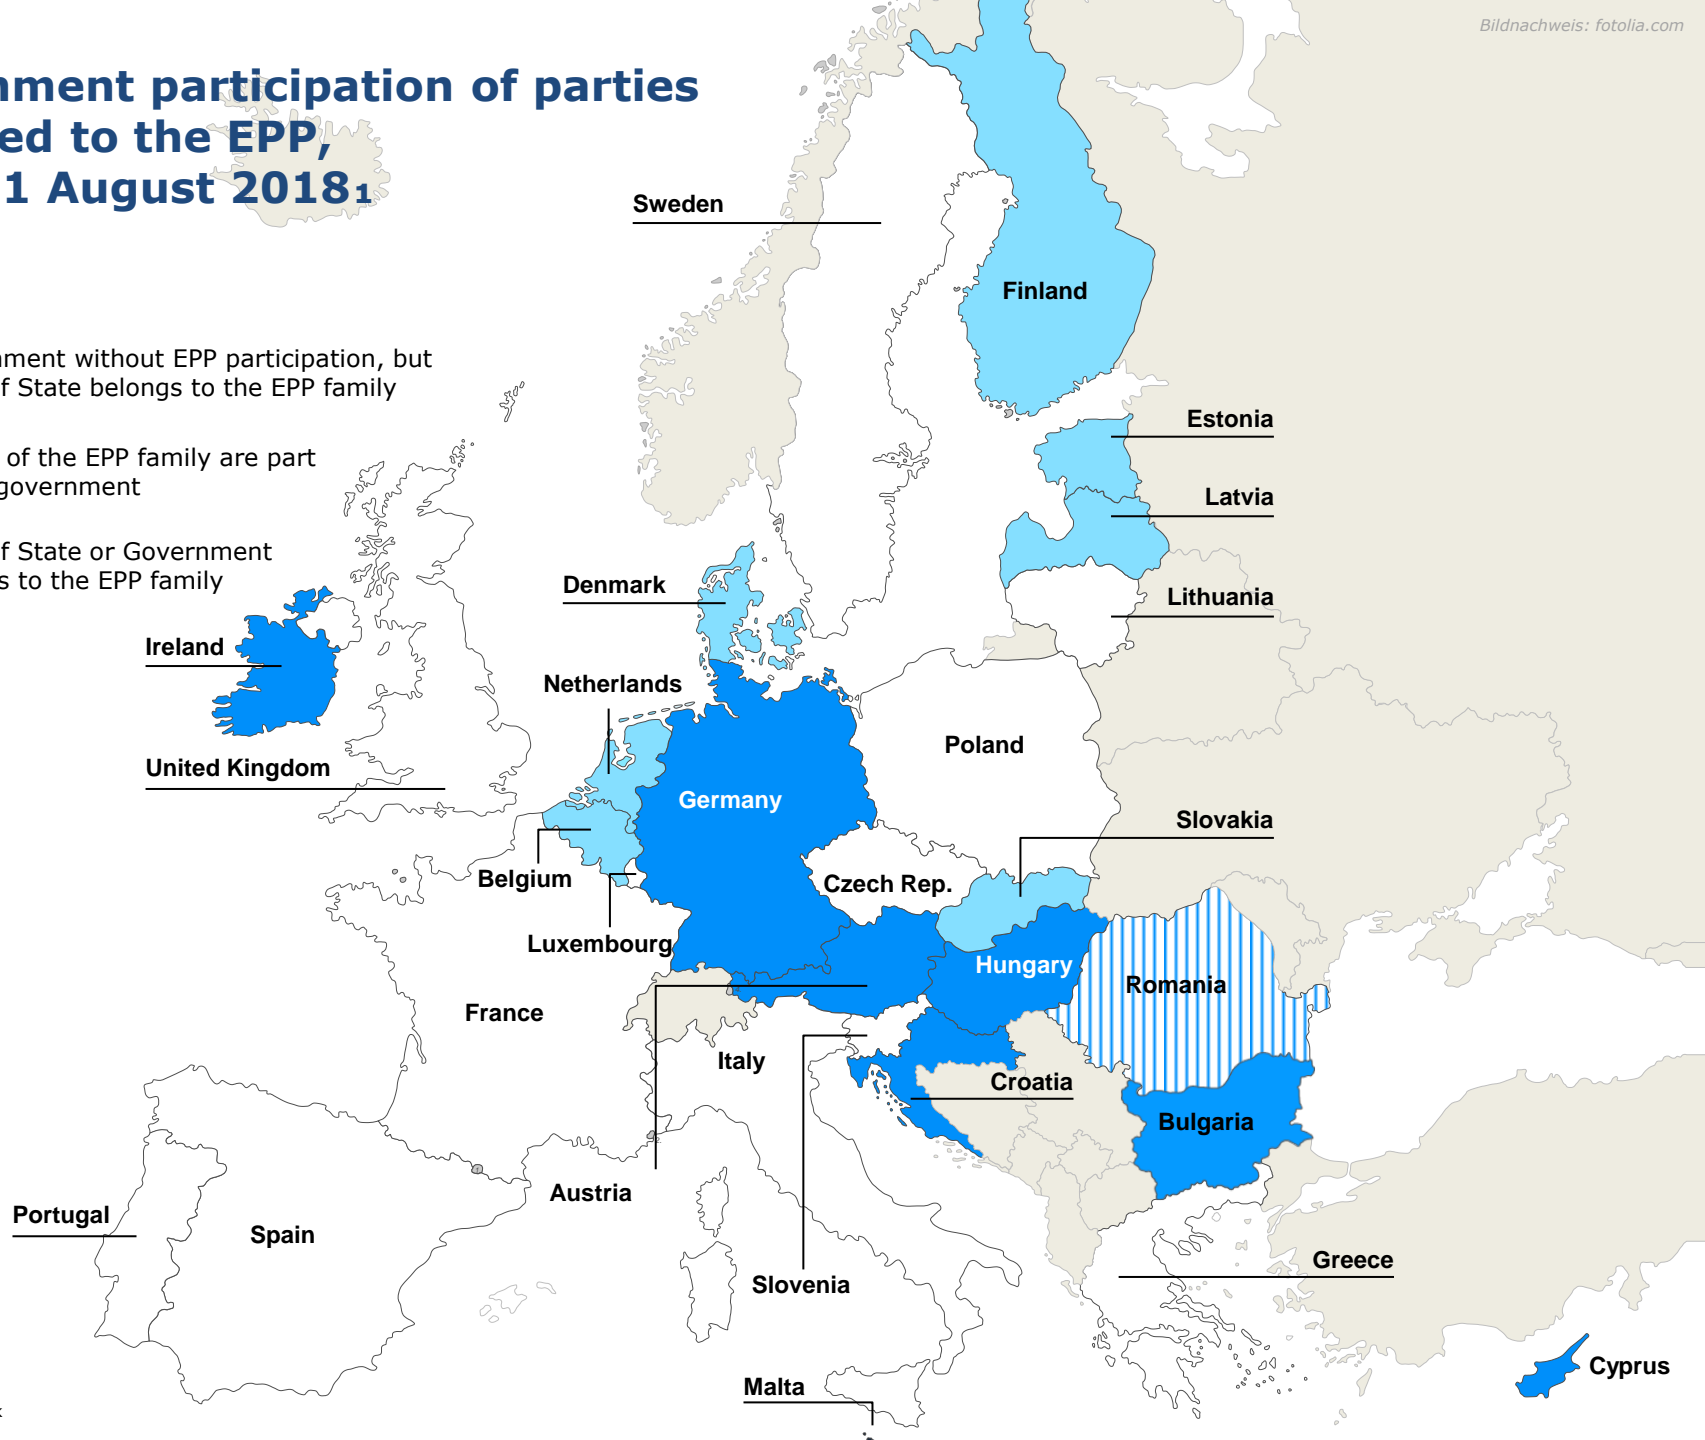 Bildnachweis: fotolia.com
nment participation of parties
ed to the EPP,
1 August 2018₁
Sweden
Finland
nment without EPP participation, but
f State belongs to the EPP family
Estonia
of the EPP family are part
government
Latvia
f State or Government
s to the EPP family
Denmark
Lithuania
Ireland
Netherlands
Poland
United Kingdom
Germany
Slovakia
Belgium
Czech Rep.
Luxembourg
Hungary
Romania
France
Italy
Croatia
Bulgaria
Austria
Portugal
Spain
Greece
Slovenia
Cyprus
Malta